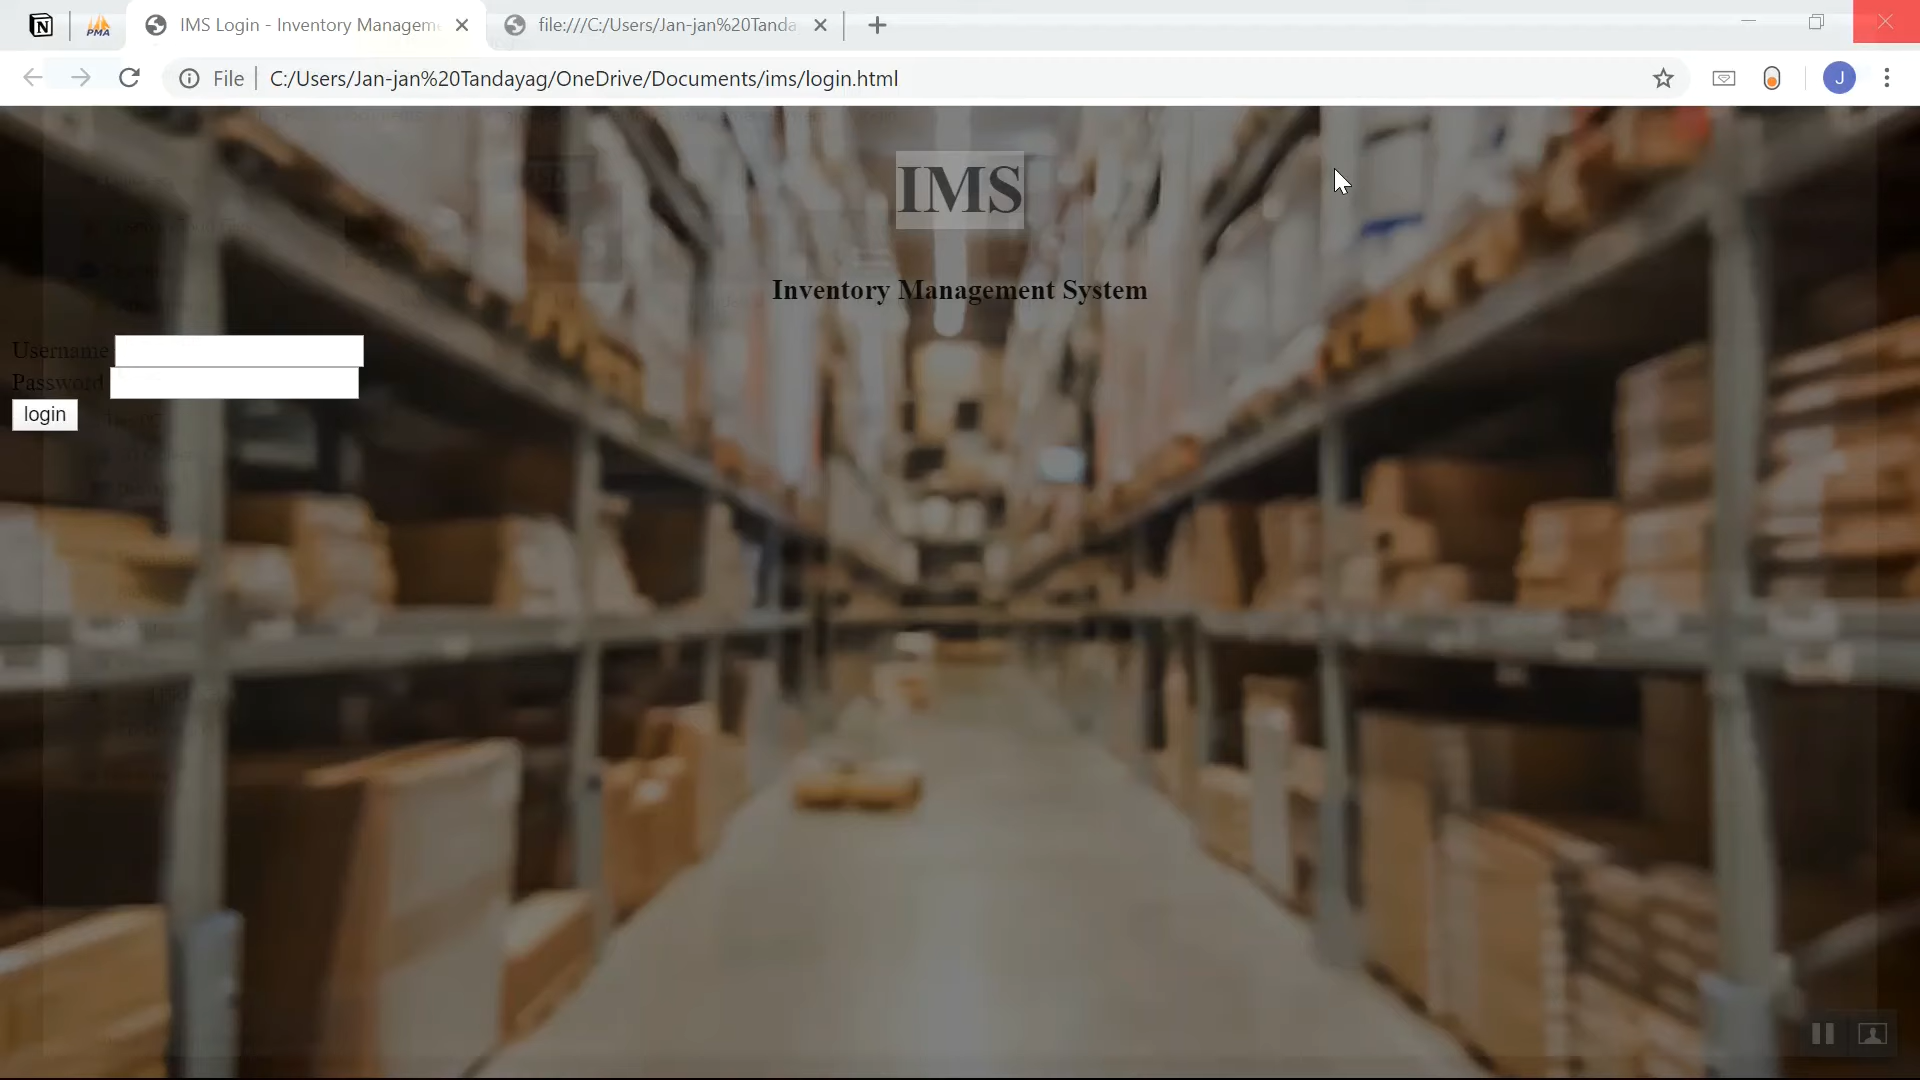 PMA
IMS Login - Inventory Managem
file:///C:/Users/Jan-jan%20Tanda
File
C:/Users/Jan-jan%20Tandayag/OneDrive/Documents/ims/login.html
J
IMS
Inventory Management System
Username
Password
login